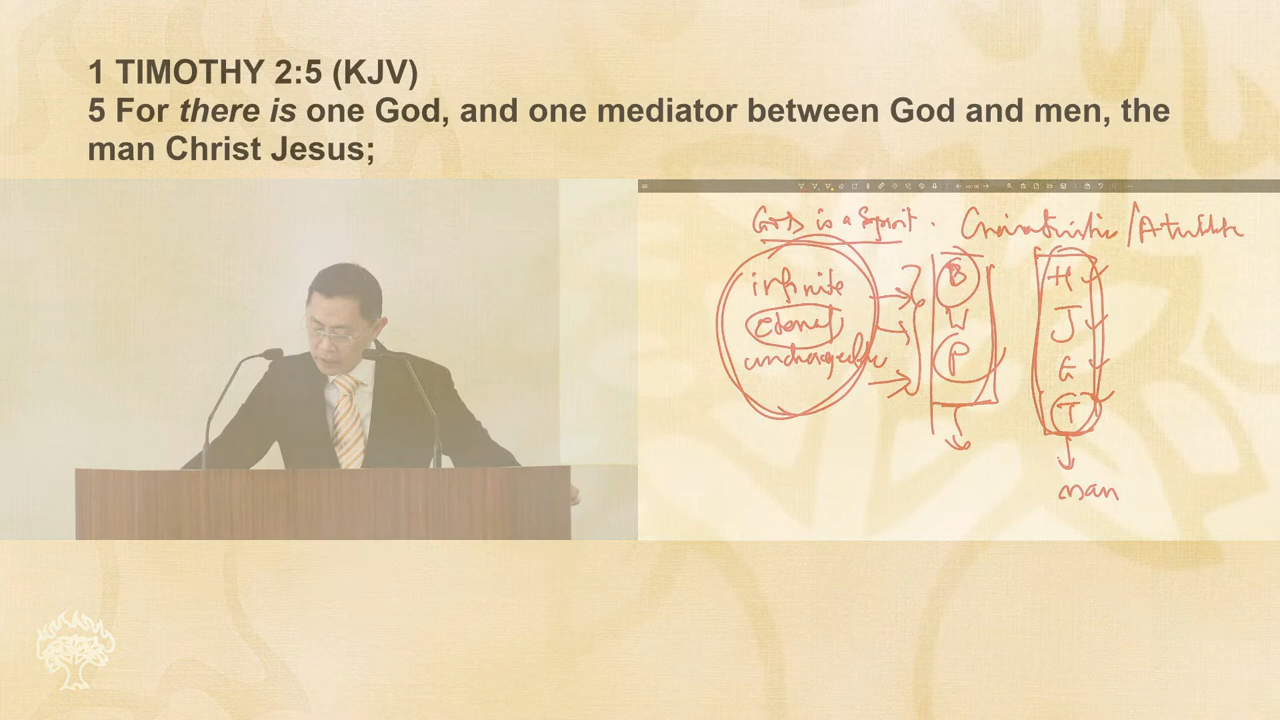 1 TIMOTHY 2:5 (KJV)
5 For there is one God, and one mediator between God and men, the
man Christ Jesus;
God is a Spirit.
infinite
eternal
unchageable
B
W
P
H
J
G
T
man